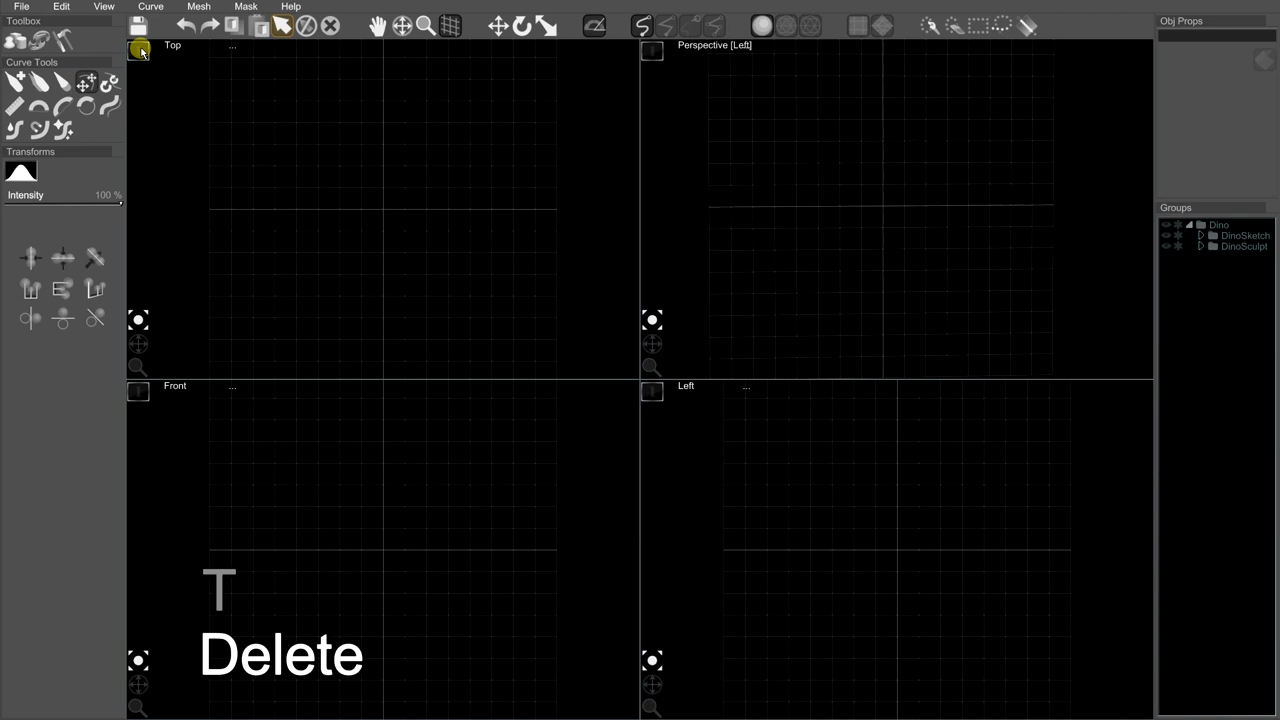 File Edit View Curve Mesh Mask Help
Toolbox
Curve Tools
Transforms
Intensity 100 %
Top ...
Perspective [Left]
Front ...
Left ...
T
Delete
Obj Props
Groups
Dino
DinoSketch
DinoSculpt